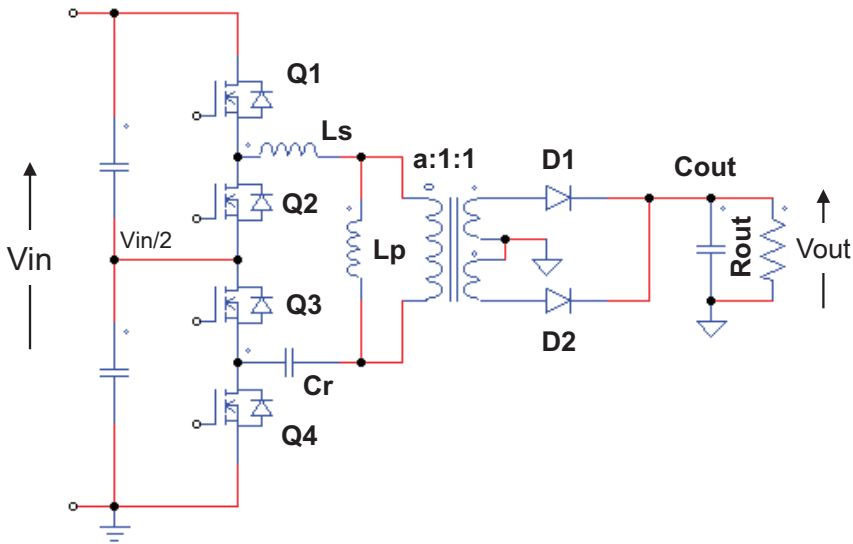 Q1
Ls
a:1:1
D1
Cout
Q2
Vin/2
Vin
Lp
Rout
Vout
Q3
D2
Cr
Q4